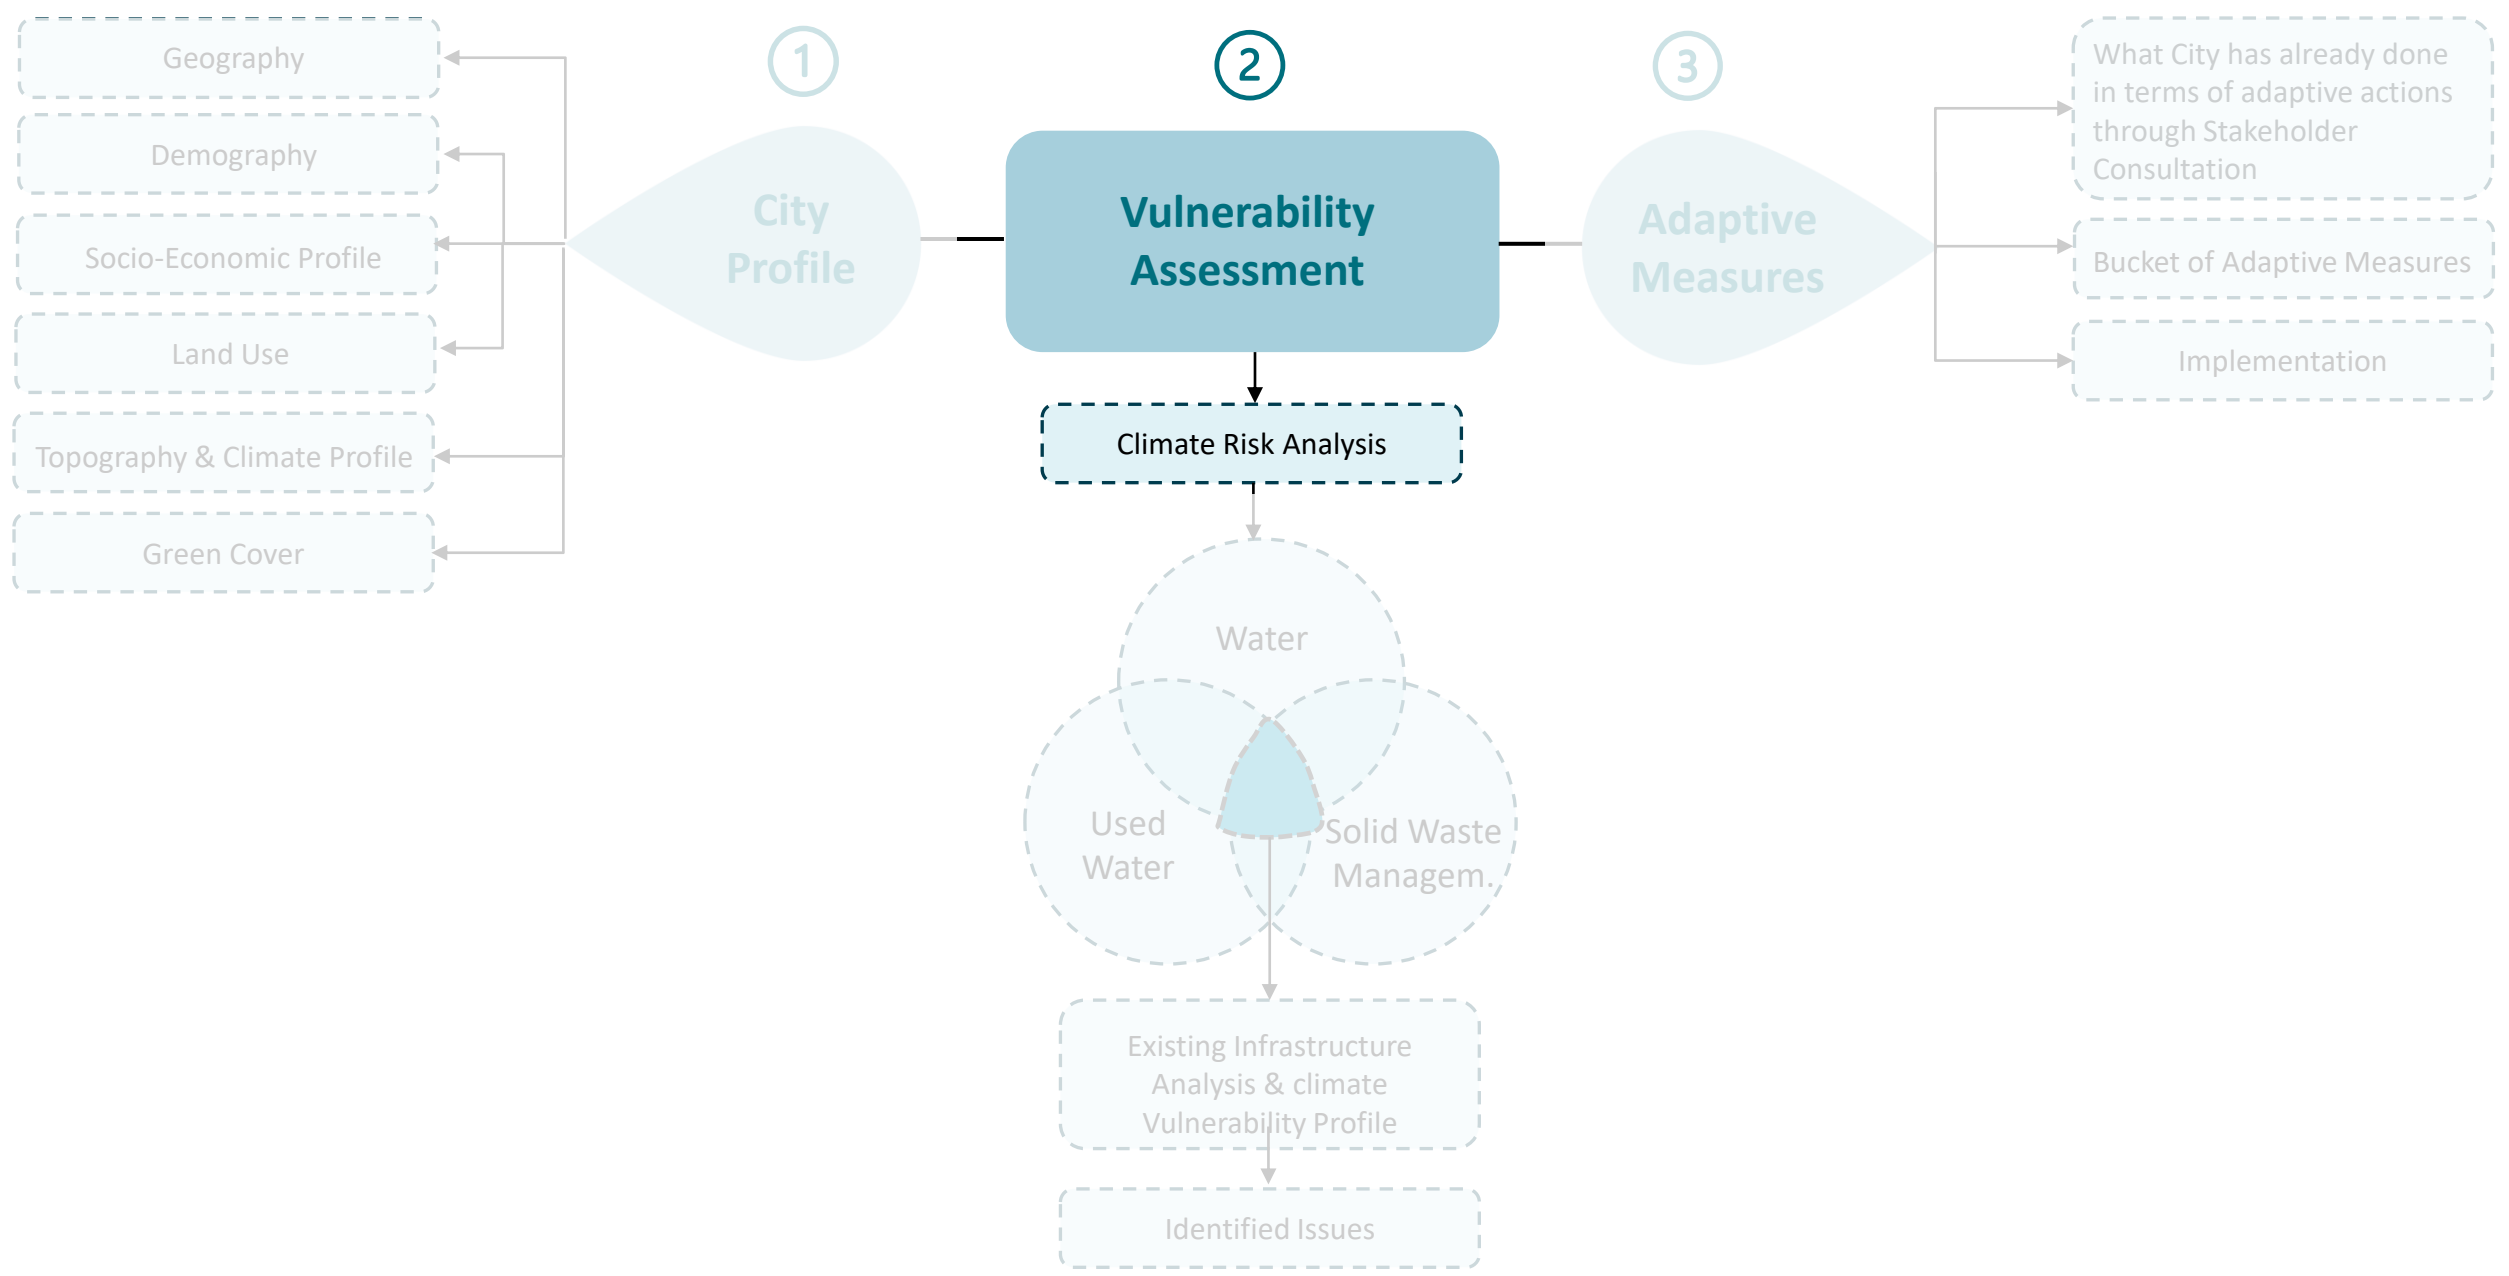 1
2
3
Geography
Demography
Socio-Economic Profile
Land Use
Topography & Climate Profile
Green Cover
City
Profile
Vulnerability
Assessment
Climate Risk Analysis
Water
Used
Water
Solid Waste
Managem.
Existing Infrastructure
Analysis & climate
Vulnerability Profile
Identified Issues
Adaptive
Measures
What City has already done
in terms of adaptive actions
through Stakeholder
Consultation
Bucket of Adaptive Measures
Implementation